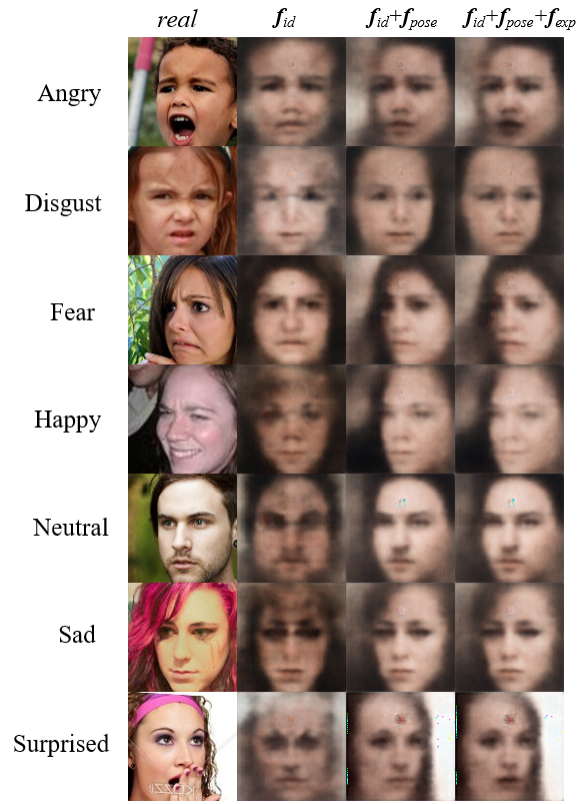 real f_id f_id+f_pose f_id+f_pose+f_exp
Angry
Disgust
Fear
Happy
Neutral
Sad
Surprised